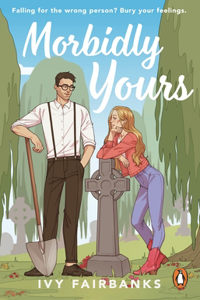 Falling for the wrong person? Bury your feelings.
Morbidly
Yours
IVY FAIRBANKS